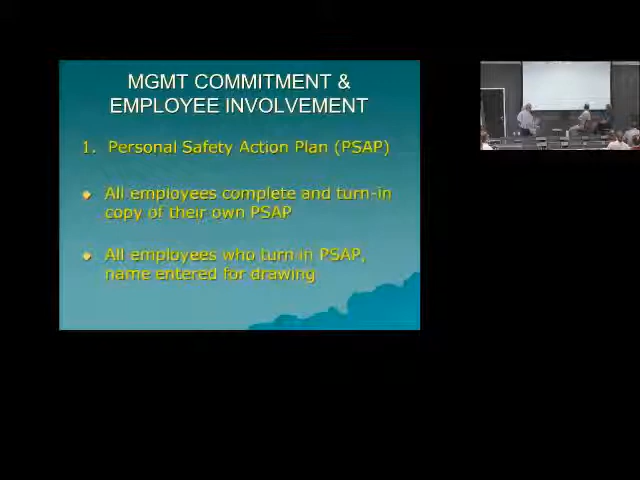 MGMT COMMITMENT &
EMPLOYEE INVOLVEMENT
1. Personal Safety Action Plan (PSAP)
All employees complete and turn-in
copy of their own PSAP
All employees who turn in PSAP,
name entered for drawing